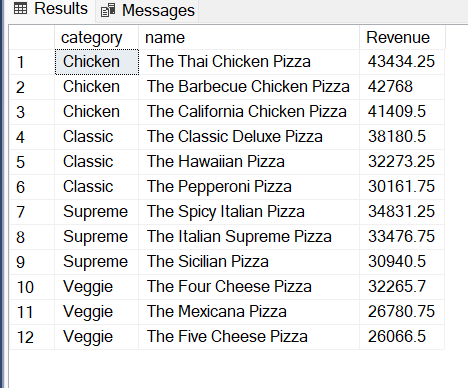 Results Messages
category name Revenue
1 Chicken The Thai Chicken Pizza 43434.25
2 Chicken The Barbecue Chicken Pizza 42768
3 Chicken The California Chicken Pizza 41409.5
4 Classic The Classic Deluxe Pizza 38180.5
5 Classic The Hawaiian Pizza 32273.25
6 Classic The Pepperoni Pizza 30161.75
7 Supreme The Spicy Italian Pizza 34831.25
8 Supreme The Italian Supreme Pizza 33476.75
9 Supreme The Sicilian Pizza 30940.5
10 Veggie The Four Cheese Pizza 32265.7
11 Veggie The Mexicana Pizza 26780.75
12 Veggie The Five Cheese Pizza 26066.5